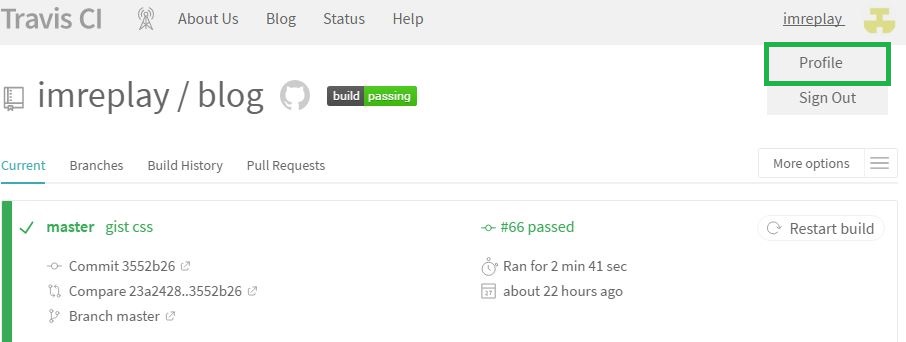 Travis CI About Us Blog Status Help imreplay
Profile
Sign Out
imreplay / blog build passing
Current Branches Build History Pull Requests More options
master gist css #66 passed Restart build
Commit 3552b26 Ran for 2 min 41 sec
Compare 23a2428..3552b26 about 22 hours ago
Branch master